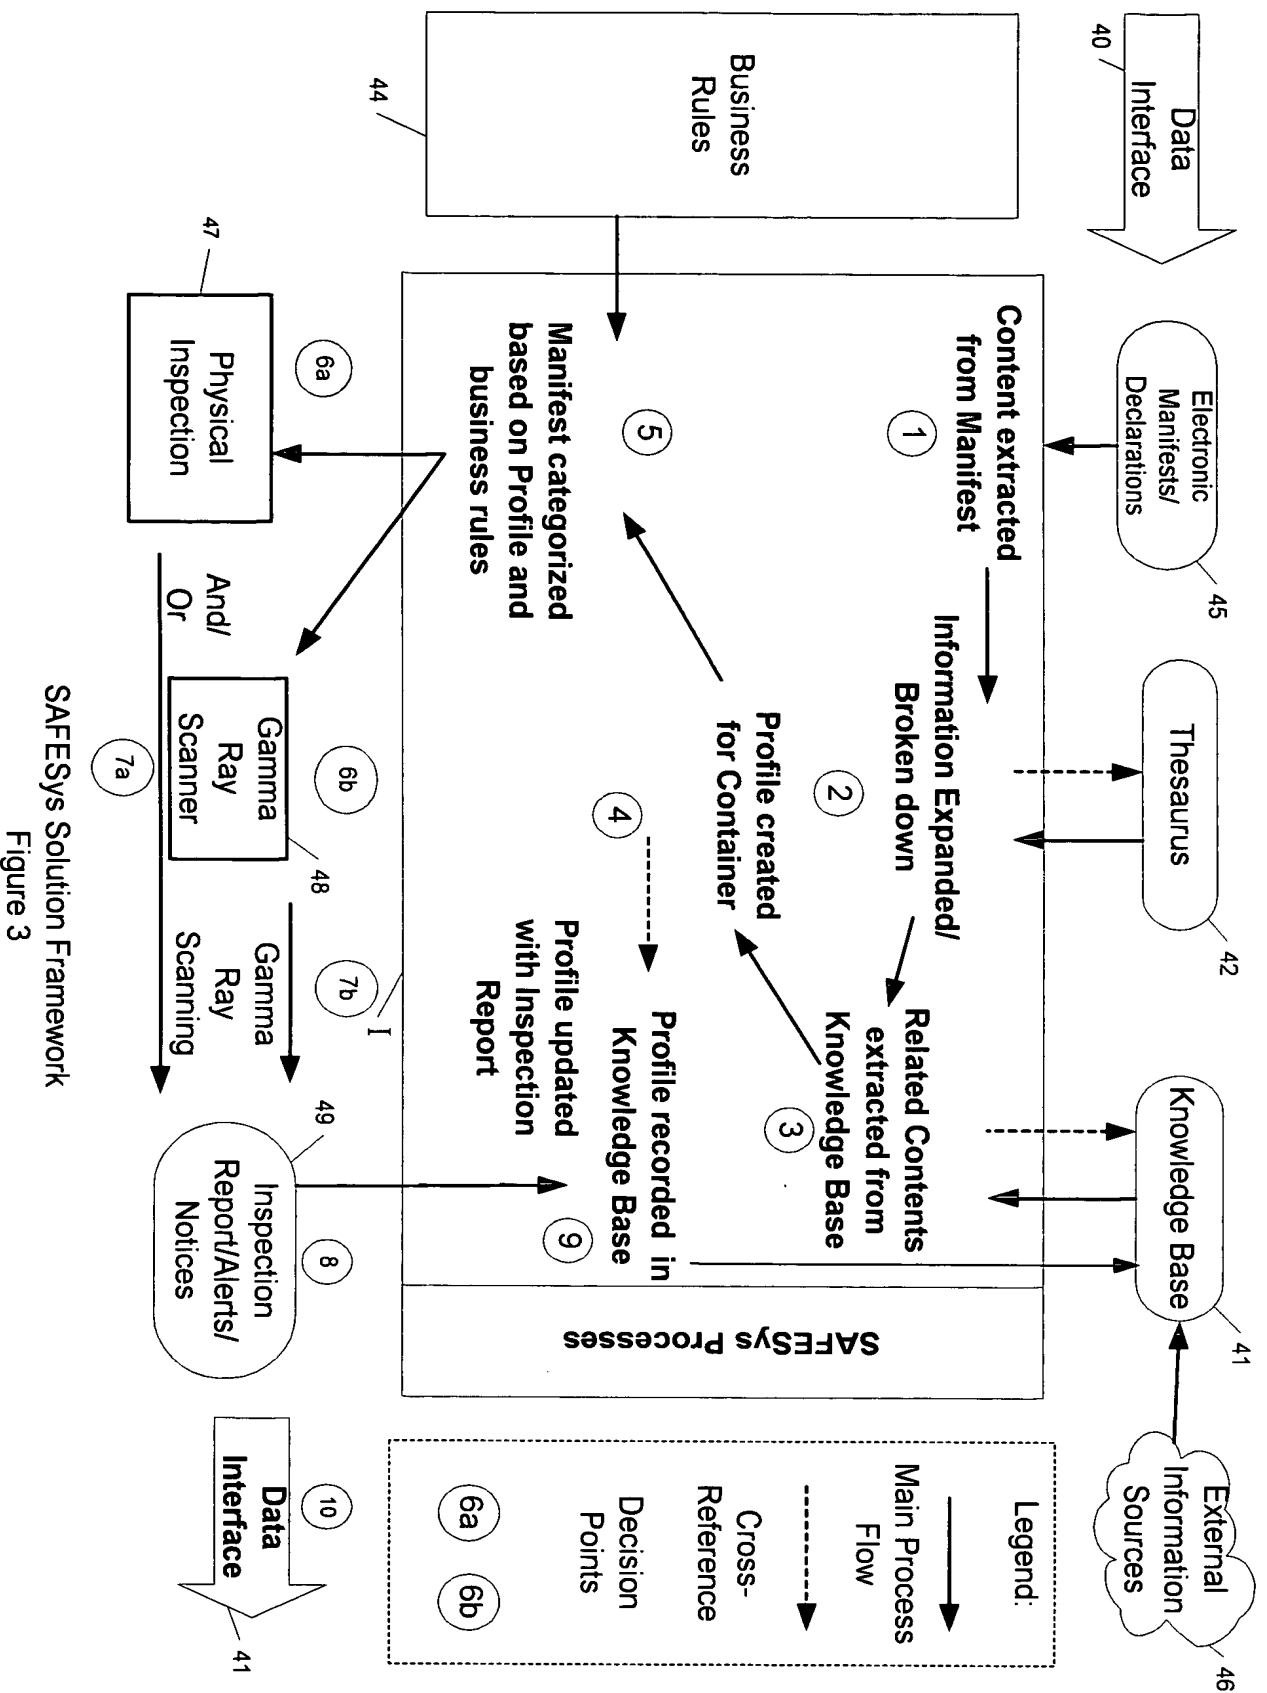 40
Data
Interface
Electronic
Manifests/
Declarations
45
Thesaurus
42
Knowledge Base
41
External
Information
Sources
46
Business
Rules
44
Content extracted
from Manifest
1
Information Expanded/
Broken down
2
Related Contents
extracted from
Knowledge Base
3
Profile created
for Container
4
Manifest categorized
based on Profile and
business rules
5
Profile recorded in
Knowledge Base
Profile updated
with Inspection
Report
9
SAFESys Processes
I
Legend:
Main Process
Flow
Cross-
Reference
Decision
Points
6a
6b
47
6a
Physical
Inspection
And/
Or
6b
Gamma
Ray
Scanner
48
7a
7b
Gamma
Ray
Scanning
49
Inspection
Report/Alerts/
Notices
8
10
Data
Interface
41
SAFESys Solution Framework
Figure 3